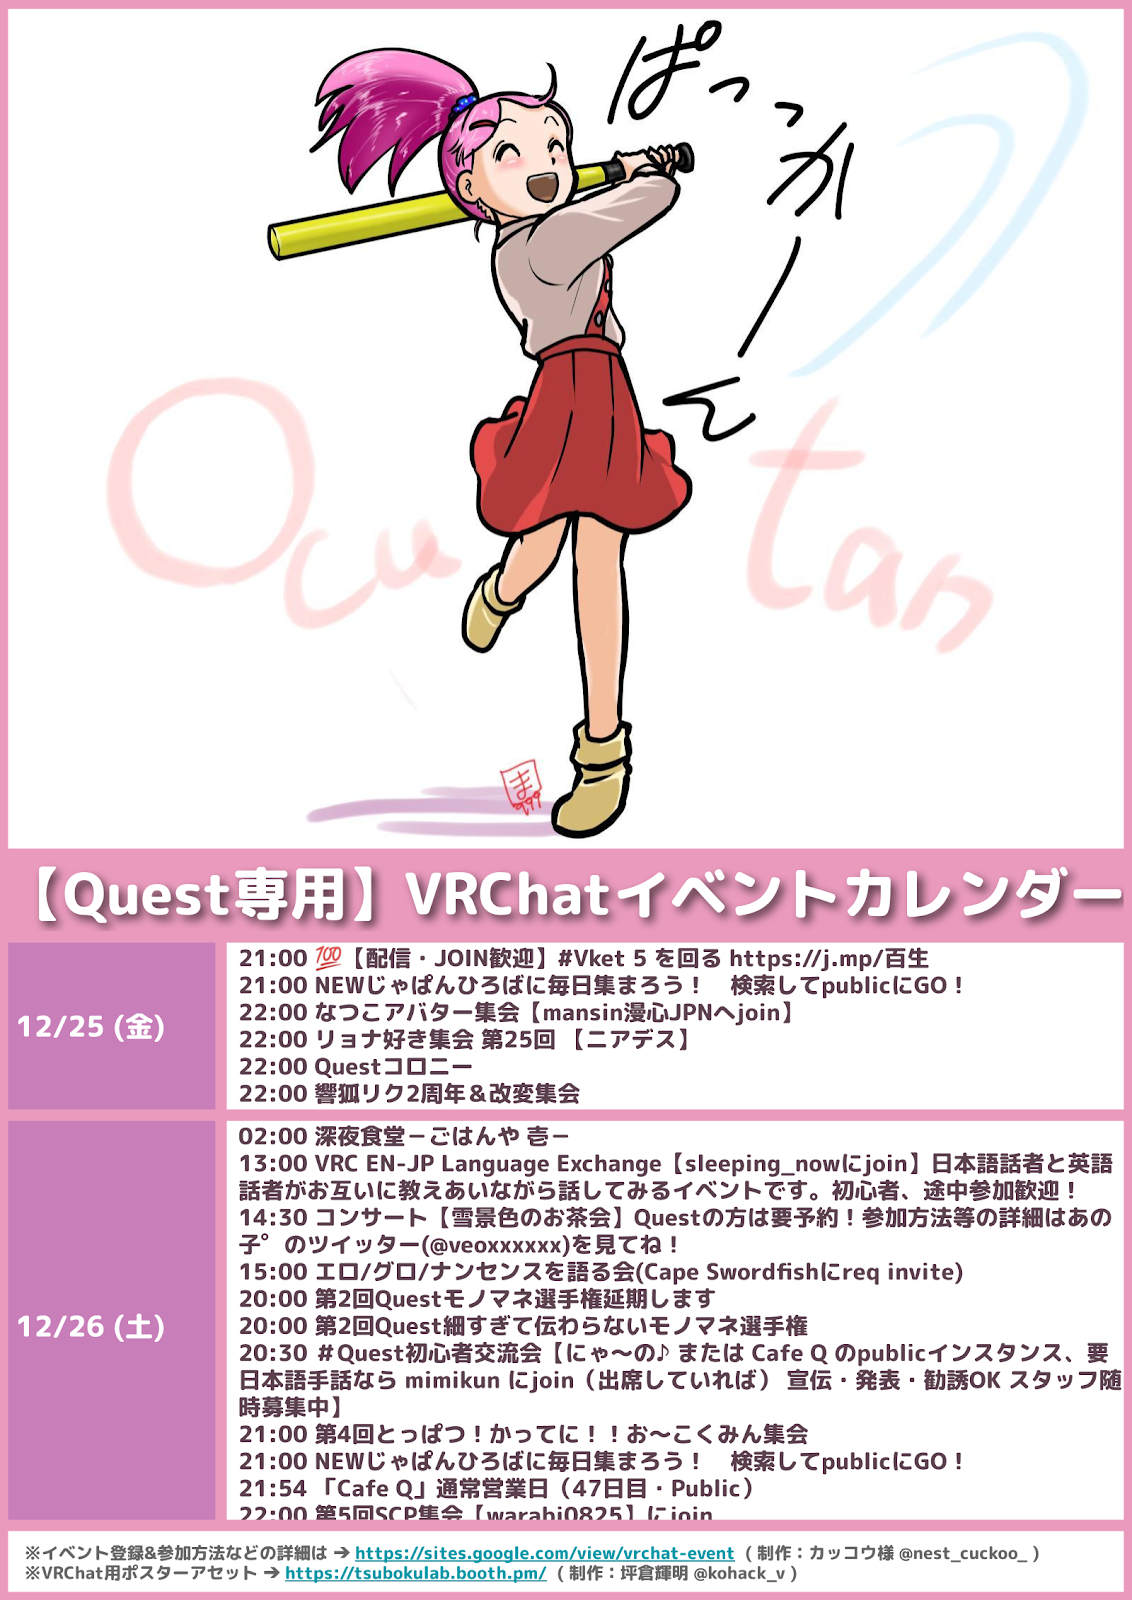 ぱっっかーん
Ocu tan
ま
999
【Quest専用】VRChatイベントカレンダー
12/25 (金)
21:00 💯【配信・JOIN歓迎】#Vket 5 を回る https://j.mp/百生
21:00 NEWじゃぱんひろばに毎日集まろう！　検索してpublicにGO！
22:00 なつこアバター集会【mansin漫心JPNへjoin】
22:00 リョナ好き集会 第25回 【ニアデス】
22:00 Questコロニー
22:00 響狐リク2周年＆改変集会
12/26 (土)
02:00 深夜食堂－ごはんや 壱－
13:00 VRC EN-JP Language Exchange【sleeping_nowにjoin】日本語話者と英語
話者がお互いに教えあいながら話してみるイベントです。初心者、途中参加歓迎！
14:30 コンサート【雪景色のお茶会】Questの方は要予約！参加方法等の詳細はあの
子゜のツイッター(@veoxxxxxx)を見てね！
15:00 エロ/グロ/ナンセンスを語る会(Cape Swordfishにreq invite)
20:00 第2回Questモノマネ選手権延期します
20:00 第2回Quest細すぎて伝わらないモノマネ選手権
20:30 ＃Quest初心者交流会【にゃ～の♪ または Cafe Q のpublicインスタンス、要
日本語手話なら mimikun にjoin（出席していれば） 宣伝・発表・勧誘OK スタッフ随
時募集中】
21:00 第4回とっぱつ！かってに！！お～こくみん集会
21:00 NEWじゃぱんひろばに毎日集まろう！　検索してpublicにGO！
21:54 「Cafe Q」通常営業日（47日目・Public）
22:00 第5回SCP集会【warabi0825】にjoin
※イベント登録&参加方法などの詳細は ➔ https://sites.google.com/view/vrchat-event （ 制作：カッコウ様 @nest_cuckoo_ ）
※VRChat用ポスターアセット ➔ https://tsubokulab.booth.pm/ （ 制作：坪倉輝明 @kohack_v ）